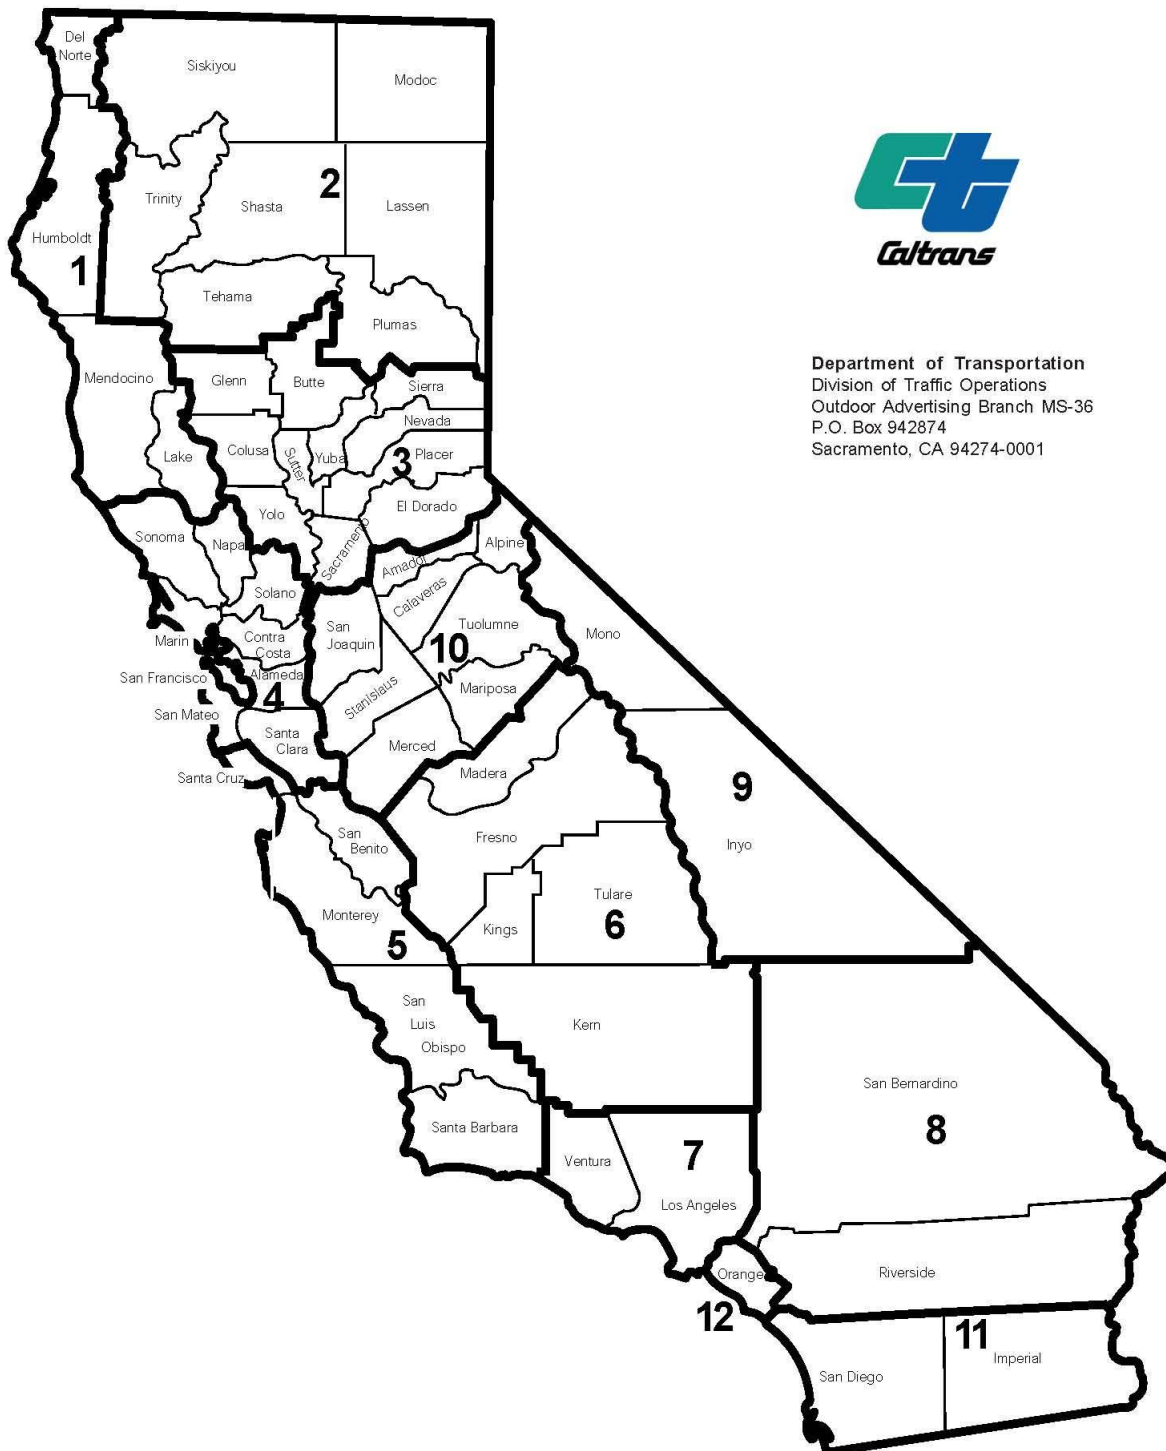 Del
Norte
Siskiyou
Modoc
Trinity
2
Shasta
Lassen
Humboldt
1
Caltrans
Tehama
Plumas
Department of Transportation
Division of Traffic Operations
Outdoor Advertising Branch MS-36
P.O. Box 942874
Sacramento, CA 94274-0001
Mendocino
Glenn
Butte
Sierra
Nevada
Lake
Colusa
Sutter
Yuba
3
Placer
El Dorado
Yolo
Sonoma
Napa
Sacramento
Alpine
Amador
Solano
Calaveras
Marin
Contra
Costa
San
Joaquin
Tuolumne
Mono
10
San Francisco
Alameda
4
Stanislaus
Mariposa
San Mateo
Santa
Clara
Merced
Santa Cruz
Madera
9
San
Benito
Fresno
Inyo
Monterey
5
Kings
Tulare
6
San
Luis
Obispo
Kern
San Bernardino
8
Santa Barbara
Ventura
7
Los Angeles
Orange
Riverside
12
11
San Diego
Imperial